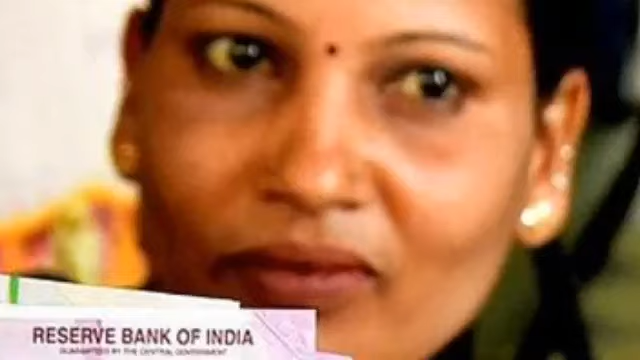 RESERVE BANK OF INDIA
GUARANTEED BY THE CENTRAL GOVERNMENT